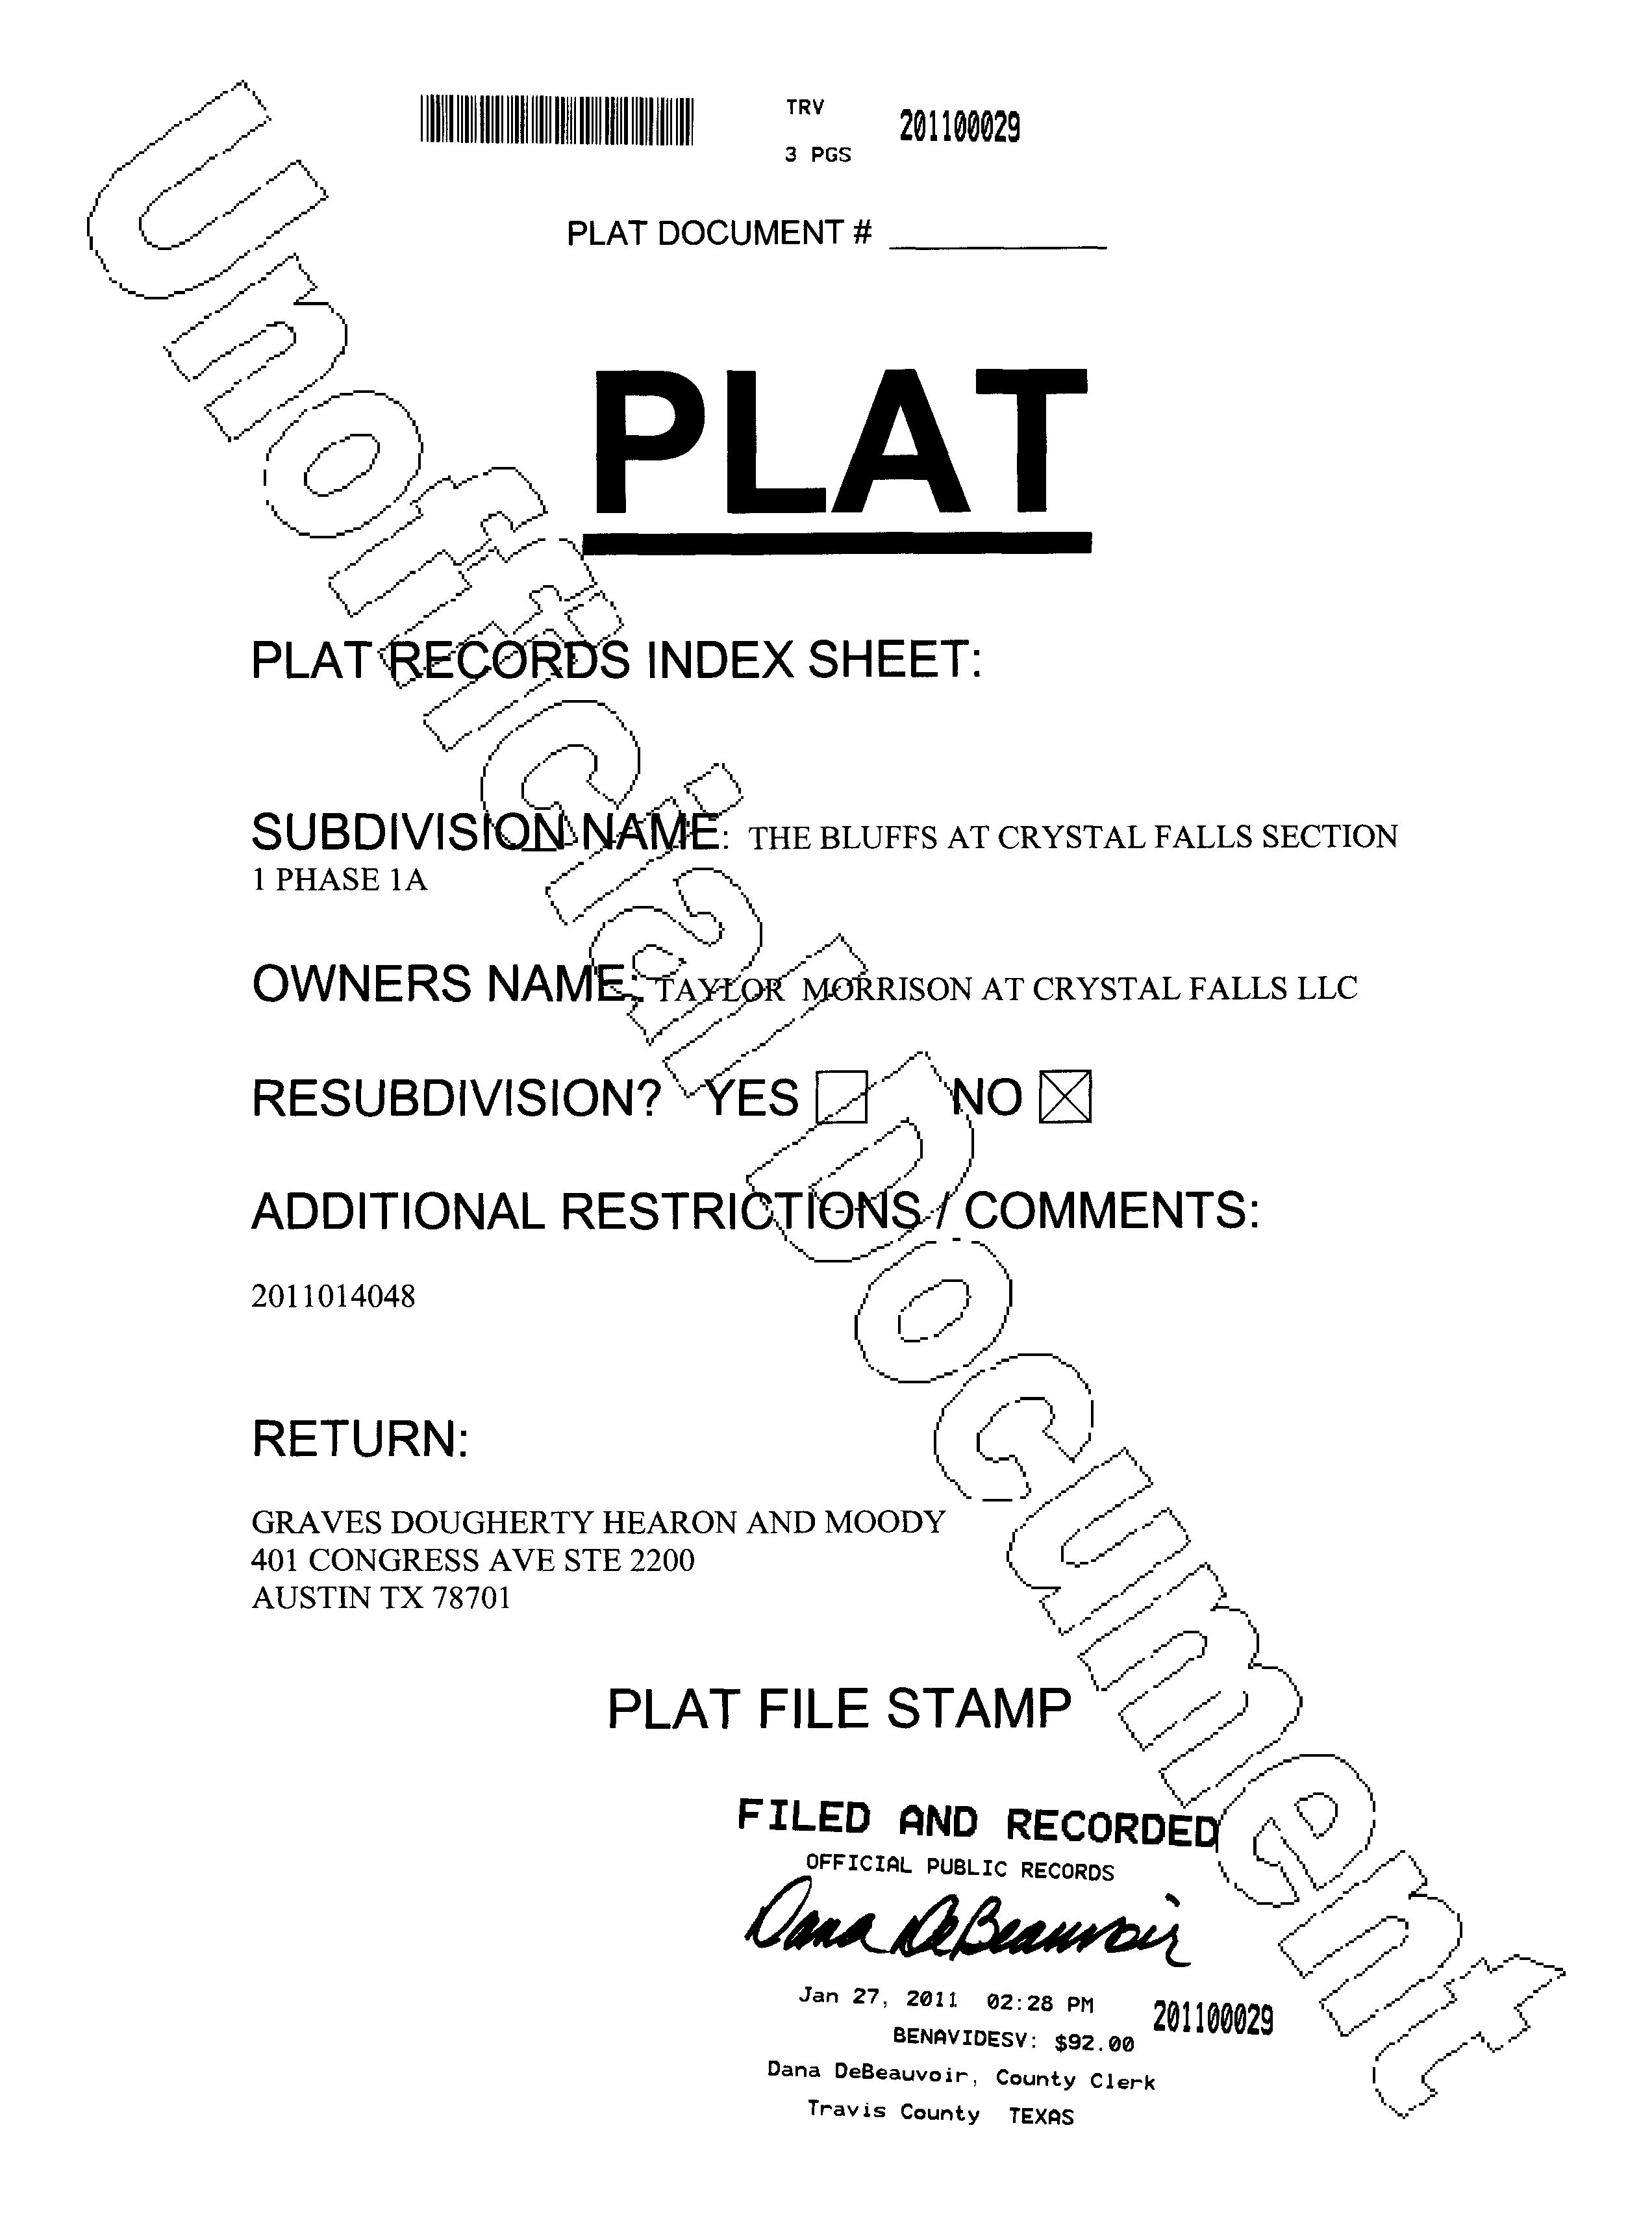 TRV
201100029
3 PGS
PLAT DOCUMENT # ____________
PLAT
PLAT RECORDS INDEX SHEET:
SUBDIVISION NAME: THE BLUFFS AT CRYSTAL FALLS SECTION
1 PHASE 1A
OWNERS NAME: TAYLOR MORRISON AT CRYSTAL FALLS LLC
RESUBDIVISION? YES ☐ NO ☒
ADDITIONAL RESTRICTIONS / COMMENTS:
2011014048
RETURN:
GRAVES DOUGHERTY HEARON AND MOODY
401 CONGRESS AVE STE 2200
AUSTIN TX 78701
PLAT FILE STAMP
FILED AND RECORDED
OFFICIAL PUBLIC RECORDS
Dana DeBeauvoir
Jan 27, 2011 02:28 PM
201100029
BENAVIDESV: $92.00
Dana DeBeauvoir, County Clerk
Travis County TEXAS
Unofficial Document